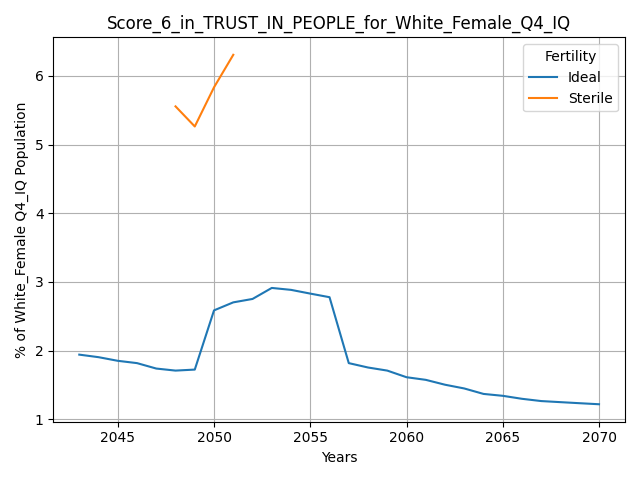 Score_6_in_TRUST_IN_PEOPLE_for_White_Female_Q4_IQ
Fertility
Ideal
Sterile
% of White_Female Q4_IQ Population
6
5
4
3
2
1
2045 2050 2055 2060 2065 2070
Years